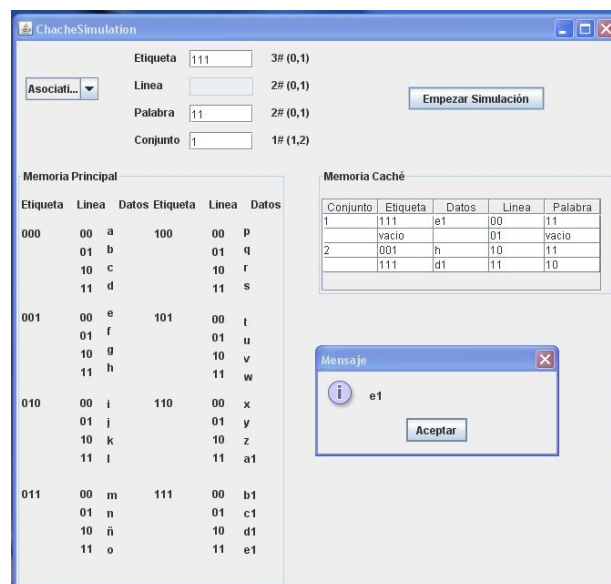 ChacheSimulation
Etiqueta 111 3# (0,1)
Asociati... Linea 2# (0,1)
Empezar Simulación
Palabra 11 2# (0,1)
Conjunto 1 1# (1,2)
Memoria Principal
Etiqueta Linea Datos Etiqueta Linea Datos
000 00 a 100 00 p
01 b 01 q
10 c 10 r
11 d 11 s
001 00 e 101 00 t
01 f 01 u
10 g 10 v
11 h 11 w
010 00 i 110 00 x
01 j 01 y
10 k 10 z
11 l 11 a1
011 00 m 111 00 b1
01 n 01 c1
10 ñ 10 d1
11 o 11 e1
Memoria Caché
Conjunto Etiqueta Datos Linea Palabra
1 111 e1 00 11
vacio 01 vacio
2 001 h 10 11
111 d1 11 10
Mensaje
e1
Aceptar